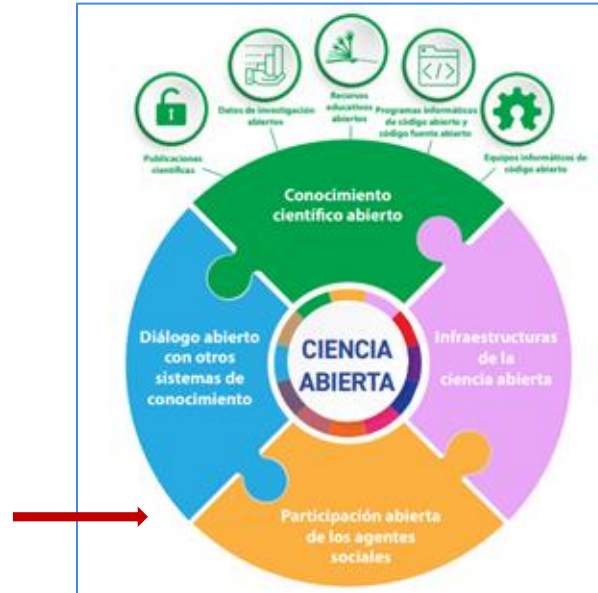 Publicaciones
científicas
Datos de investigación
abiertos
Recursos
educativos
abiertos
Programas informáticos
de código abierto y
código fuente abierto
Equipos informáticos de
código abierto
Conocimiento
científico abierto
Diálogo abierto
con otros
sistemas de
conocimiento
CIENCIA
ABIERTA
Infraestructuras
de la
ciencia abierta
Participación abierta
de los agentes
sociales